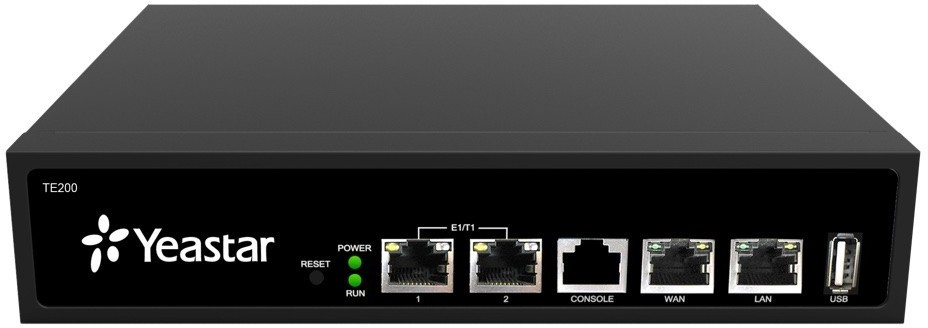 TE200
Yeastar
RESET
POWER
RUN
E1/T1
1
2
CONSOLE
WAN
LAN
USB